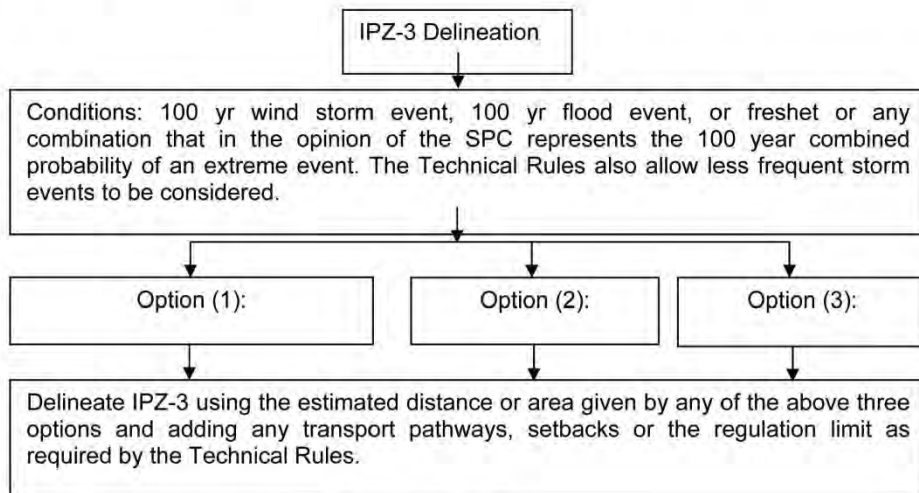 IPZ-3 Delineation
Conditions: 100 yr wind storm event, 100 yr flood event, or freshet or any
combination that in the opinion of the SPC represents the 100 year combined
probability of an extreme event. The Technical Rules also allow less frequent storm
events to be considered.
Option (1):
Option (2):
Option (3):
Delineate IPZ-3 using the estimated distance or area given by any of the above three
options and adding any transport pathways, setbacks or the regulation limit as
required by the Technical Rules.